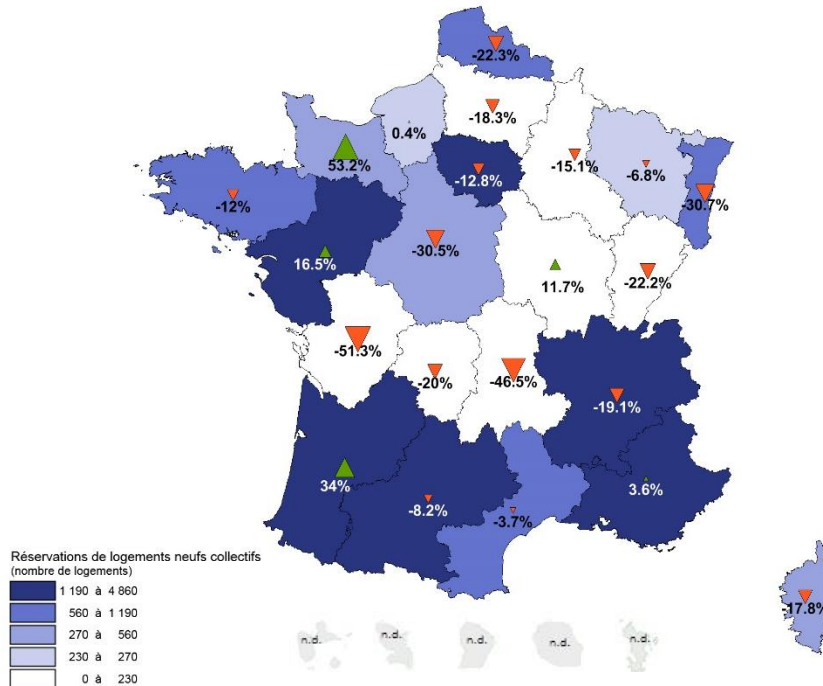 -22.3%
-18.3%
0.4%
53.2%
-15.1%
-6.8%
-12.8%
-30.7%
-12%
-30.5%
16.5%
11.7%
-22.2%
-51.3%
-20%
-46.5%
-19.1%
34%
-8.2%
-3.7%
3.6%
-17.8%
Réservations de logements neufs collectifs
(nombre de logements)
1 190 à 4 860
560 à 1 190
270 à 560
230 à 270
0 à 230
n.d. n.d. n.d. n.d. n.d.